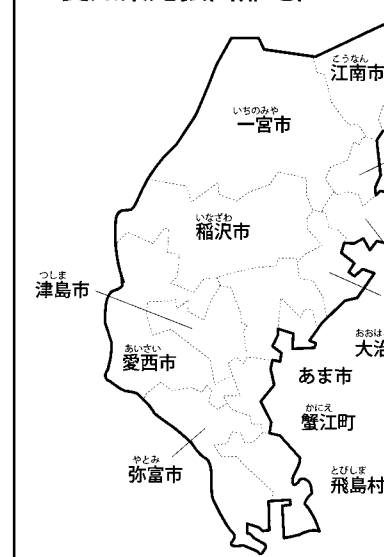 こうなん
江南市
いちのみや
一宮市
いなざわ
稲沢市
つしま
津島市
おおは
大治
あいさい
愛西市
あま市
かにえ
蟹江町
やとみ
弥富市
とびしま
飛島村